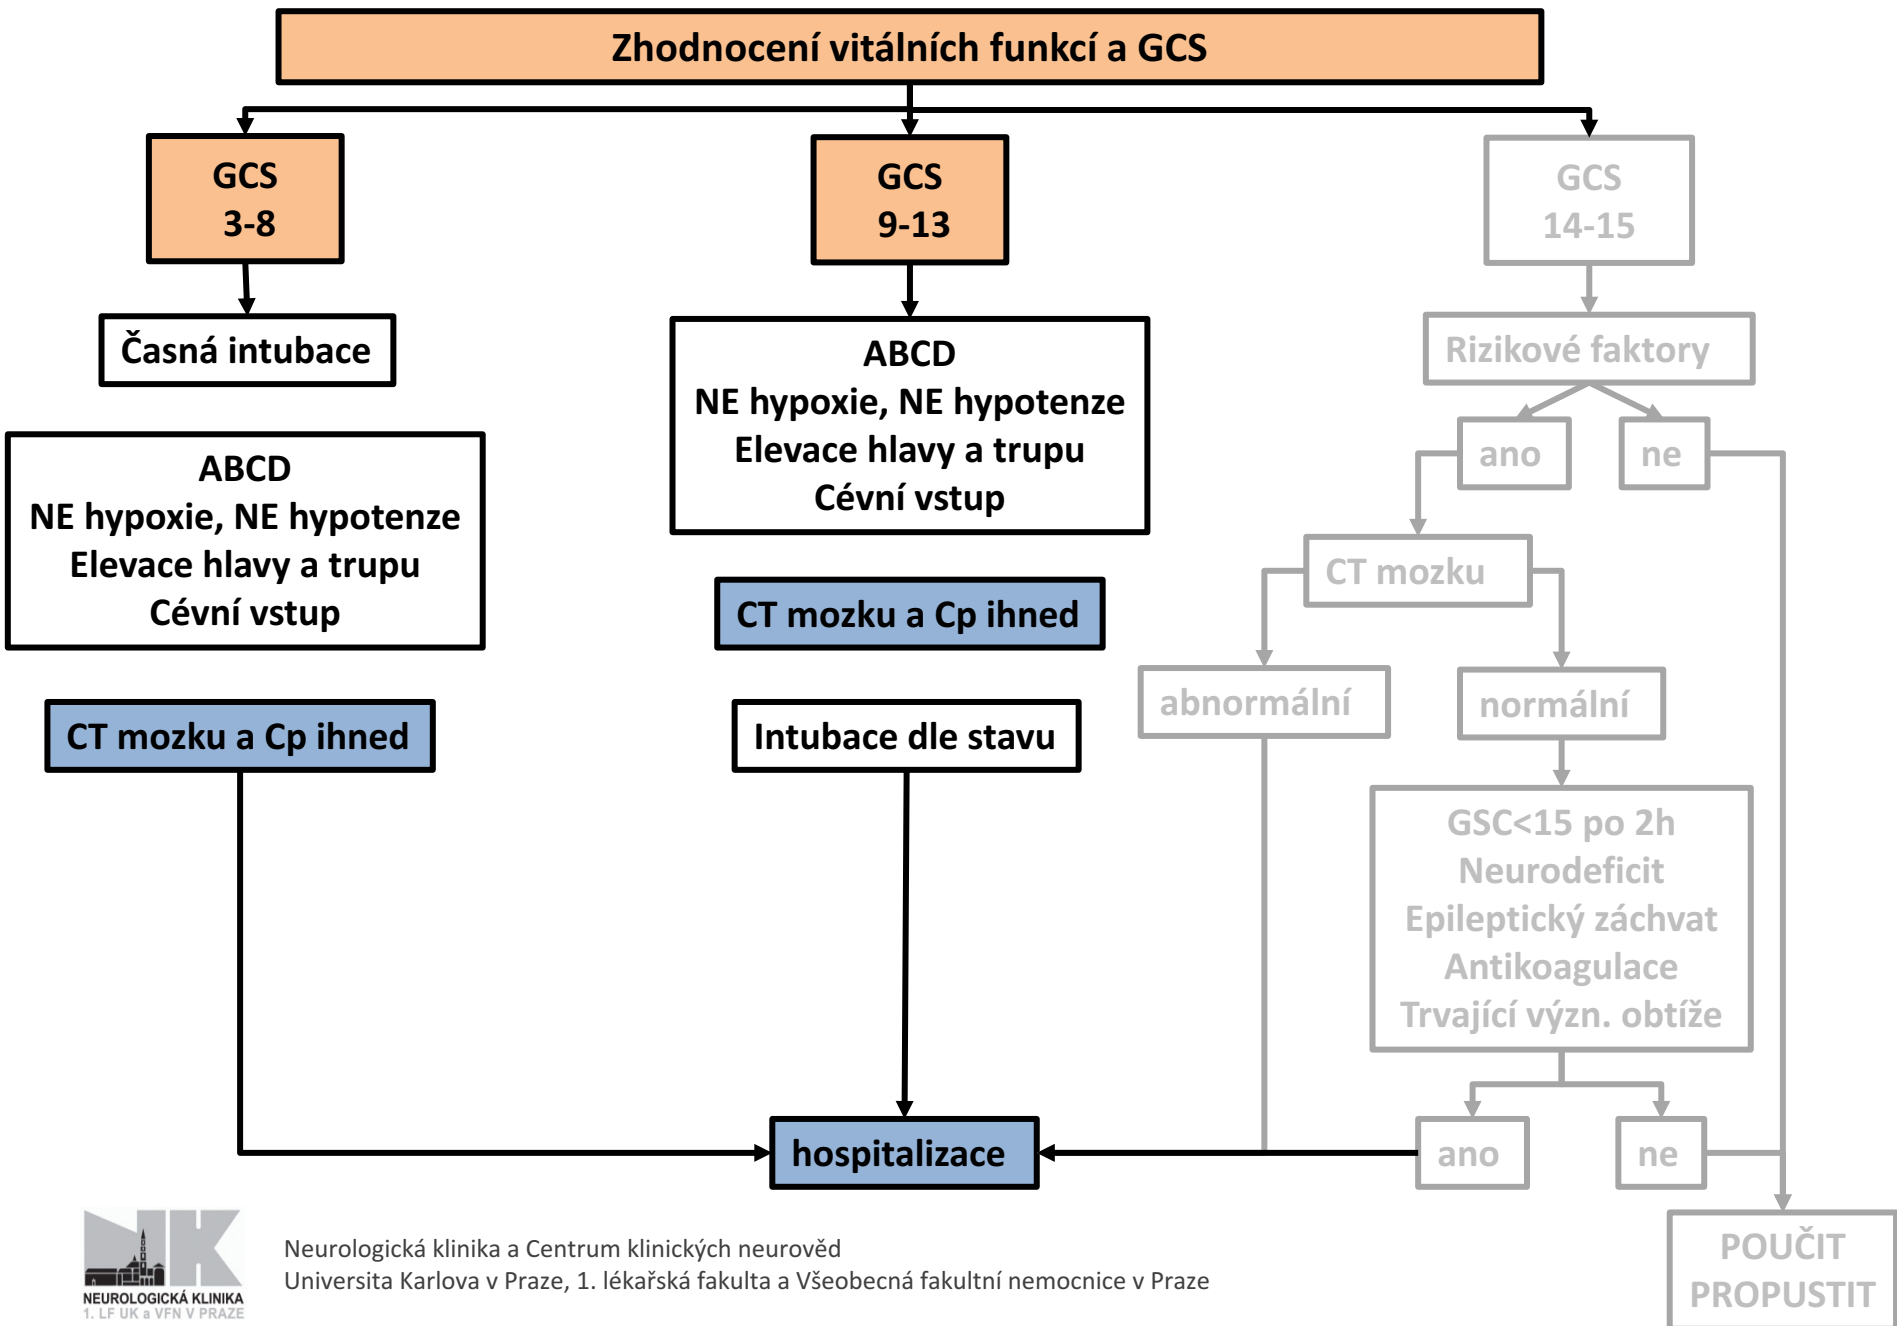 Zhodnocení vitálních funkcí a GCS
GCS
3-8
Časná intubace
ABCD
NE hypoxie, NE hypotenze
Elevace hlavy a trupu
Cévní vstup
CT mozku a Cp ihned
GCS
9-13
ABCD
NE hypoxie, NE hypotenze
Elevace hlavy a trupu
Cévní vstup
CT mozku a Cp ihned
Intubace dle stavu
hospitalizace
GCS
14-15
Rizikové faktory
ano
ne
CT mozku
abnormální
normální
GSC<15 po 2h
Neurodeficit
Epileptický záchvat
Antikoagulace
Trvající význ. obtíže
ano
ne
POUČIT
PROPUSTIT
NK
NEUROLOGICKÁ KLINIKA
1. LF UK a VFN V PRAZE
Neurologická klinika a Centrum klinických neurověd
Universita Karlova v Praze, 1. lékařská fakulta a Všeobecná fakultní nemocnice v Praze